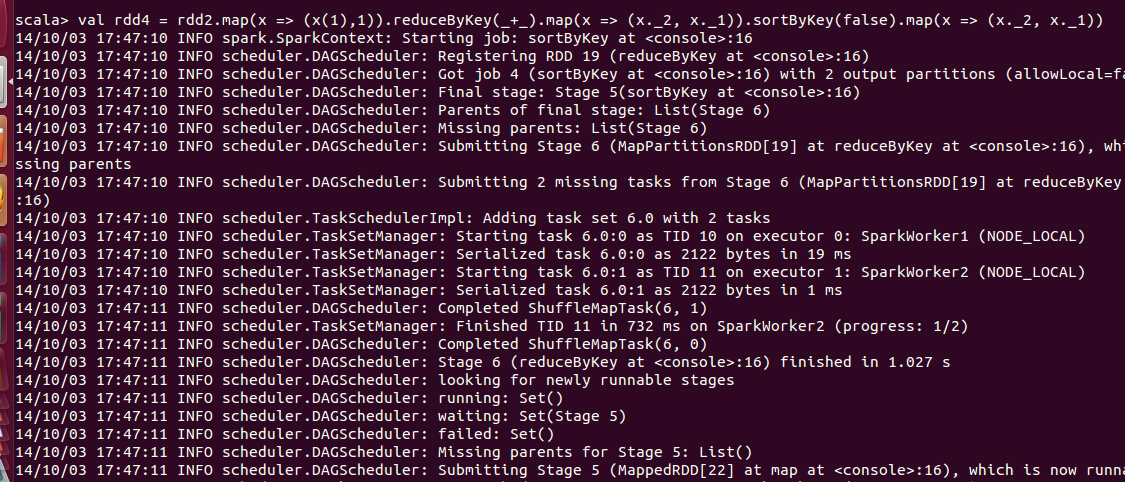 scala> val rdd4 = rdd2.map(x => (x(1),1)).reduceByKey(_+_).map(x => (x._2, x._1)).sortByKey(false).map(x => (x._2, x._1))
14/10/03 17:47:10 INFO spark.SparkContext: Starting job: sortByKey at <console>:16
14/10/03 17:47:10 INFO scheduler.DAGScheduler: Registering RDD 19 (reduceByKey at <console>:16)
14/10/03 17:47:10 INFO scheduler.DAGScheduler: Got job 4 (sortByKey at <console>:16) with 2 output partitions (allowLocal=fa
14/10/03 17:47:10 INFO scheduler.DAGScheduler: Final stage: Stage 5(sortByKey at <console>:16)
14/10/03 17:47:10 INFO scheduler.DAGScheduler: Parents of final stage: List(Stage 6)
14/10/03 17:47:10 INFO scheduler.DAGScheduler: Missing parents: List(Stage 6)
14/10/03 17:47:10 INFO scheduler.DAGScheduler: Submitting Stage 6 (MapPartitionsRDD[19] at reduceByKey at <console>:16), whi
ssing parents
14/10/03 17:47:10 INFO scheduler.DAGScheduler: Submitting 2 missing tasks from Stage 6 (MapPartitionsRDD[19] at reduceByKey
:16)
14/10/03 17:47:10 INFO scheduler.TaskSchedulerImpl: Adding task set 6.0 with 2 tasks
14/10/03 17:47:10 INFO scheduler.TaskSetManager: Starting task 6.0:0 as TID 10 on executor 0: SparkWorker1 (NODE_LOCAL)
14/10/03 17:47:10 INFO scheduler.TaskSetManager: Serialized task 6.0:0 as 2122 bytes in 19 ms
14/10/03 17:47:10 INFO scheduler.TaskSetManager: Starting task 6.0:1 as TID 11 on executor 1: SparkWorker2 (NODE_LOCAL)
14/10/03 17:47:10 INFO scheduler.TaskSetManager: Serialized task 6.0:1 as 2122 bytes in 1 ms
14/10/03 17:47:11 INFO scheduler.DAGScheduler: Completed ShuffleMapTask(6, 1)
14/10/03 17:47:11 INFO scheduler.TaskSetManager: Finished TID 11 in 732 ms on SparkWorker2 (progress: 1/2)
14/10/03 17:47:11 INFO scheduler.DAGScheduler: Completed ShuffleMapTask(6, 0)
14/10/03 17:47:11 INFO scheduler.DAGScheduler: Stage 6 (reduceByKey at <console>:16) finished in 1.027 s
14/10/03 17:47:11 INFO scheduler.DAGScheduler: looking for newly runnable stages
14/10/03 17:47:11 INFO scheduler.DAGScheduler: running: Set()
14/10/03 17:47:11 INFO scheduler.DAGScheduler: waiting: Set(Stage 5)
14/10/03 17:47:11 INFO scheduler.DAGScheduler: failed: Set()
14/10/03 17:47:11 INFO scheduler.DAGScheduler: Missing parents for Stage 5: List()
14/10/03 17:47:11 INFO scheduler.DAGScheduler: Submitting Stage 5 (MappedRDD[22] at map at <console>:16), which is now runna